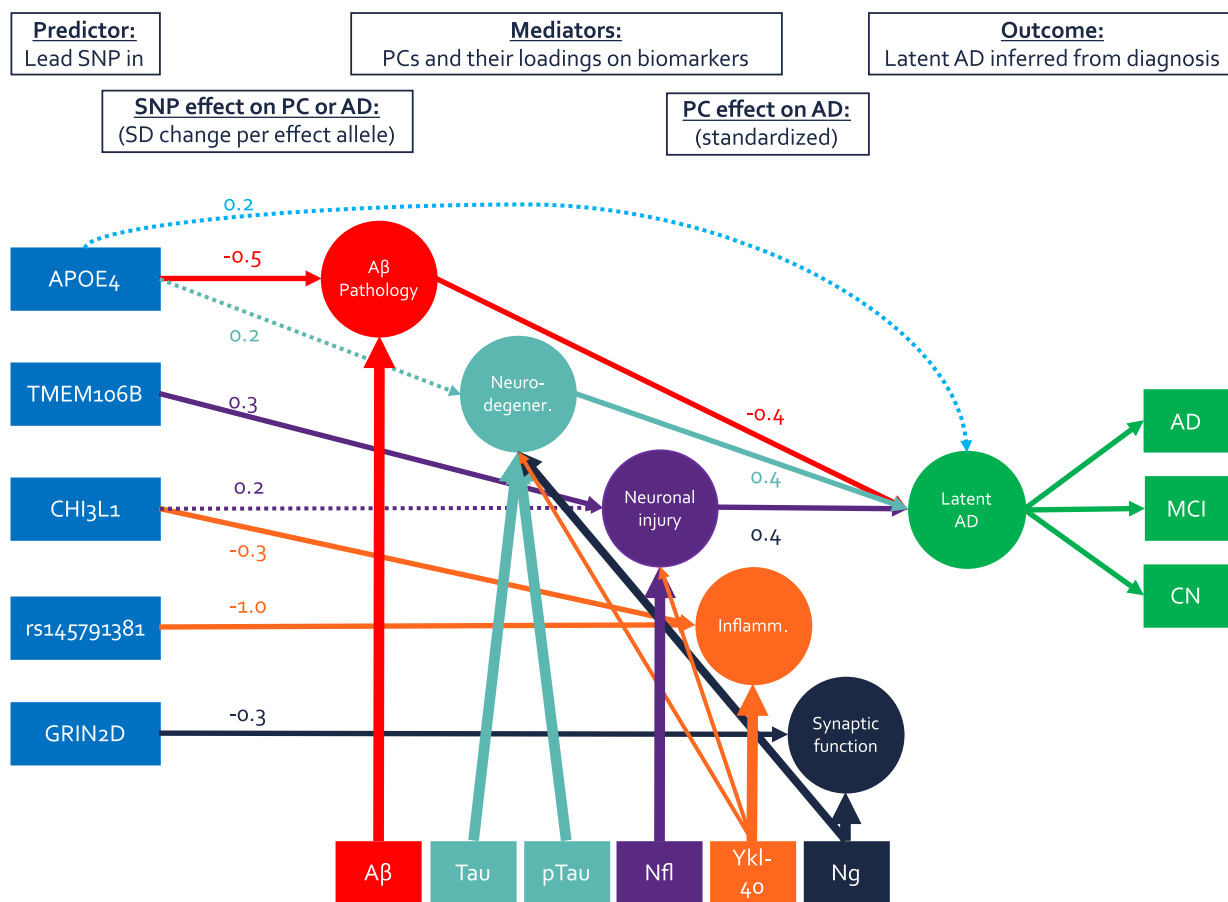 Predictor:
Lead SNP in
Mediators:
PCs and their loadings on biomarkers
Outcome:
Latent AD inferred from diagnosis
SNP effect on PC or AD:
(SD change per effect allele)
PC effect on AD:
(standardized)
0.2
APOE4
-0.5
Aβ
Pathology
0.2
TMEM106B
0.3
Neuro-
degener.
-0.4
AD
0.4
CHI3L1
0.2
Neuronal
injury
0.4
Latent
AD
MCI
-0.3
CN
rs145791381
-1.0
Inflamm.
GRIN2D
-0.3
Synaptic
function
Aβ
Tau
pTau
Nfl
Ykl-
40
Ng